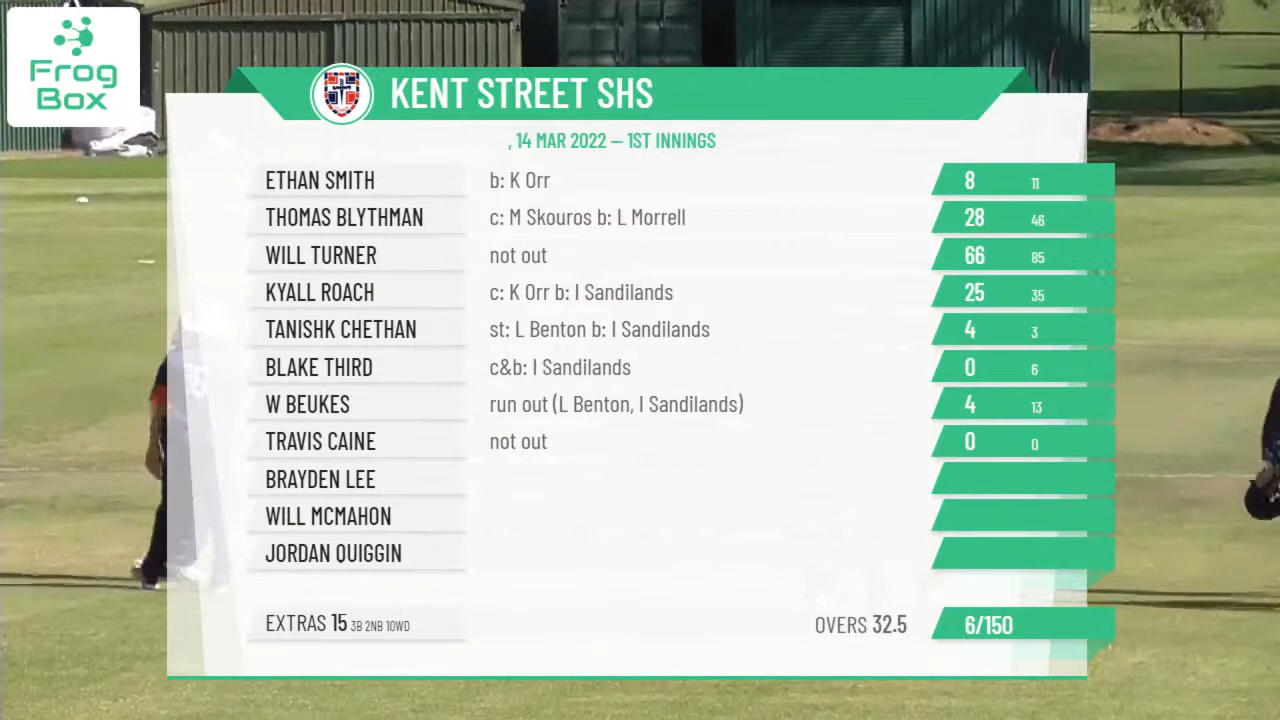 Frog
Box
KENT STREET SHS
, 14 MAR 2022 – 1ST INNINGS
ETHAN SMITH b: K Orr 8 11
THOMAS BLYTHMAN c: M Skouros b: L Morrell 28 46
WILL TURNER not out 66 85
KYALL ROACH c: K Orr b: I Sandilands 25 35
TANISHK CHETHAN st: L Benton b: I Sandilands 4 3
BLAKE THIRD c&b: I Sandilands 0 6
W BEUKES run out (L Benton, I Sandilands) 4 13
TRAVIS CAINE not out 0 0
BRAYDEN LEE
WILL MCMAHON
JORDAN QUIGGIN
EXTRAS 15 3B 2NB 10WD OVERS 32.5 6/150